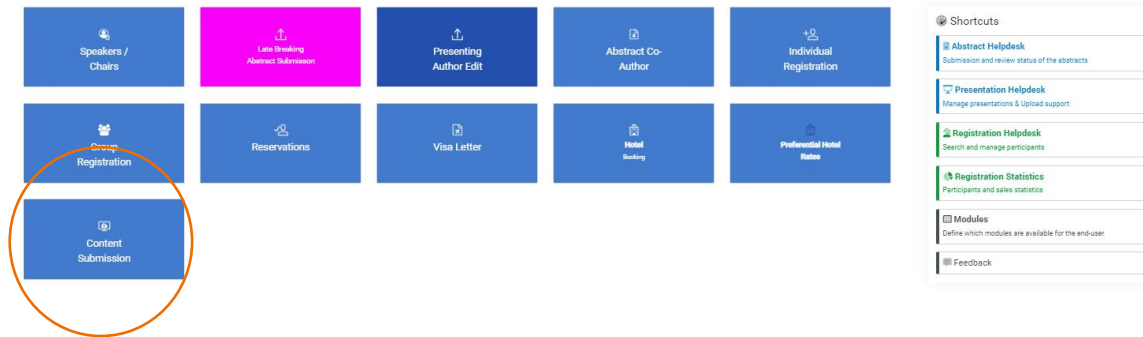 Speakers /
Chairs
Late Breaking
Abstract Submisson
Presenting
Author Edit
Abstract Co-
Author
Individual
Registration
Group
Registration
Reservations
Visa Letter
Hotel
Booking
Preferential Hotel
Rates
Content
Submission
Shortcuts
Abstract Helpdesk
Submission and review status of the abstracts
Presentation Helpdesk
Manage presentations & Upload support
Registration Helpdesk
Search and manage participants
Registration Statistics
Participants and sales statistics
Modules
Define which modules are available for the end-user
Feedback